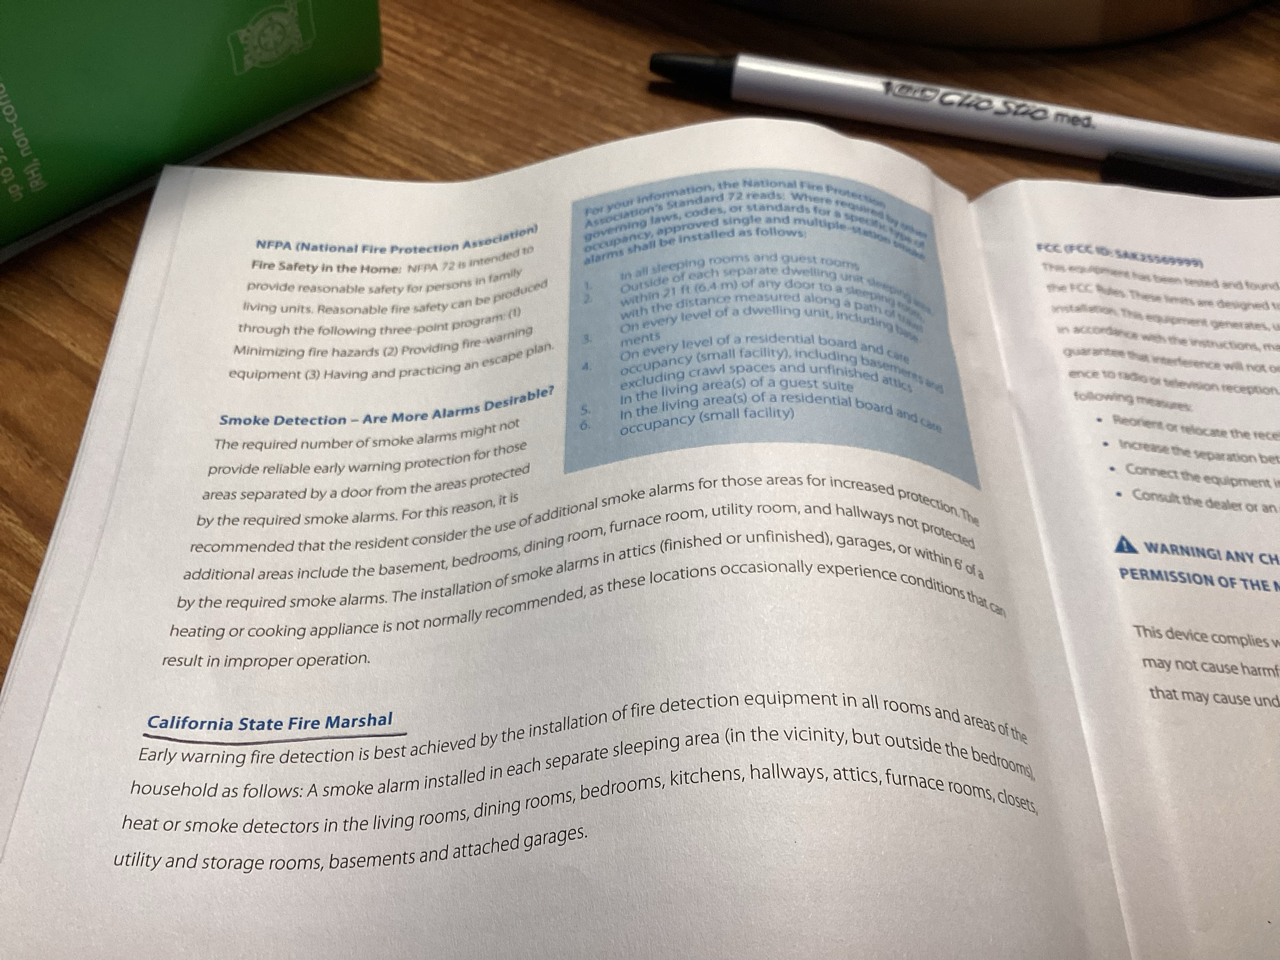 (RH), non-cond
up to 95
BIC Clic Stic med.
NFPA (National Fire Protection Association)
Fire Safety in the Home: NFPA 72 is intended to
provide reasonable safety for persons in family
living units. Reasonable fire safety can be produced
through the following three-point program: (1)
Minimizing fire hazards (2) Providing fire-warning
equipment (3) Having and practicing an escape plan.
For your information, the National Fire Protection
Association's Standard 72 reads: Where required by other
governing laws, codes, or standards for a specific type of
occupancy, approved single and multiple-station smoke
alarms shall be installed as follows:
1. In all sleeping rooms and guest rooms
2. Outside of each separate dwelling unit sleeping area,
within 21 ft (6.4 m) of any door to a sleeping room,
with the distance measured along a path of travel
3. On every level of a dwelling unit, including base-
ments
4. On every level of a residential board and care
occupancy (small facility), including basements and
excluding crawl spaces and unfinished attics
5. In the living area(s) of a guest suite
6. In the living area(s) of a residential board and care
occupancy (small facility)
Smoke Detection – Are More Alarms Desirable?
The required number of smoke alarms might not
provide reliable early warning protection for those
areas separated by a door from the areas protected
by the required smoke alarms. For this reason, it is
recommended that the resident consider the use of additional smoke alarms for those areas for increased protection. The
additional areas include the basement, bedrooms, dining room, furnace room, utility room, and hallways not protected
by the required smoke alarms. The installation of smoke alarms in attics (finished or unfinished), garages, or within 6' of a
heating or cooking appliance is not normally recommended, as these locations occasionally experience conditions that can
result in improper operation.
California State Fire Marshal
Early warning fire detection is best achieved by the installation of fire detection equipment in all rooms and areas of the
household as follows: A smoke alarm installed in each separate sleeping area (in the vicinity, but outside the bedrooms),
heat or smoke detectors in the living rooms, dining rooms, bedrooms, kitchens, hallways, attics, furnace rooms, closets,
utility and storage rooms, basements and attached garages.
FCC (FCC ID: SAK25569999)
This equipment has been tested and found
the FCC Rules. These limits are designed t
installation. This equipment generates, u
in accordance with the instructions, ma
guarantee that interference will not o
ence to radio or television reception
following measures:
• Reorient or relocate the rece
• Increase the separation bet
• Connect the equipment i
• Consult the dealer or an
WARNING! ANY CH
PERMISSION OF THE M
This device complies w
may not cause harmf
that may cause und